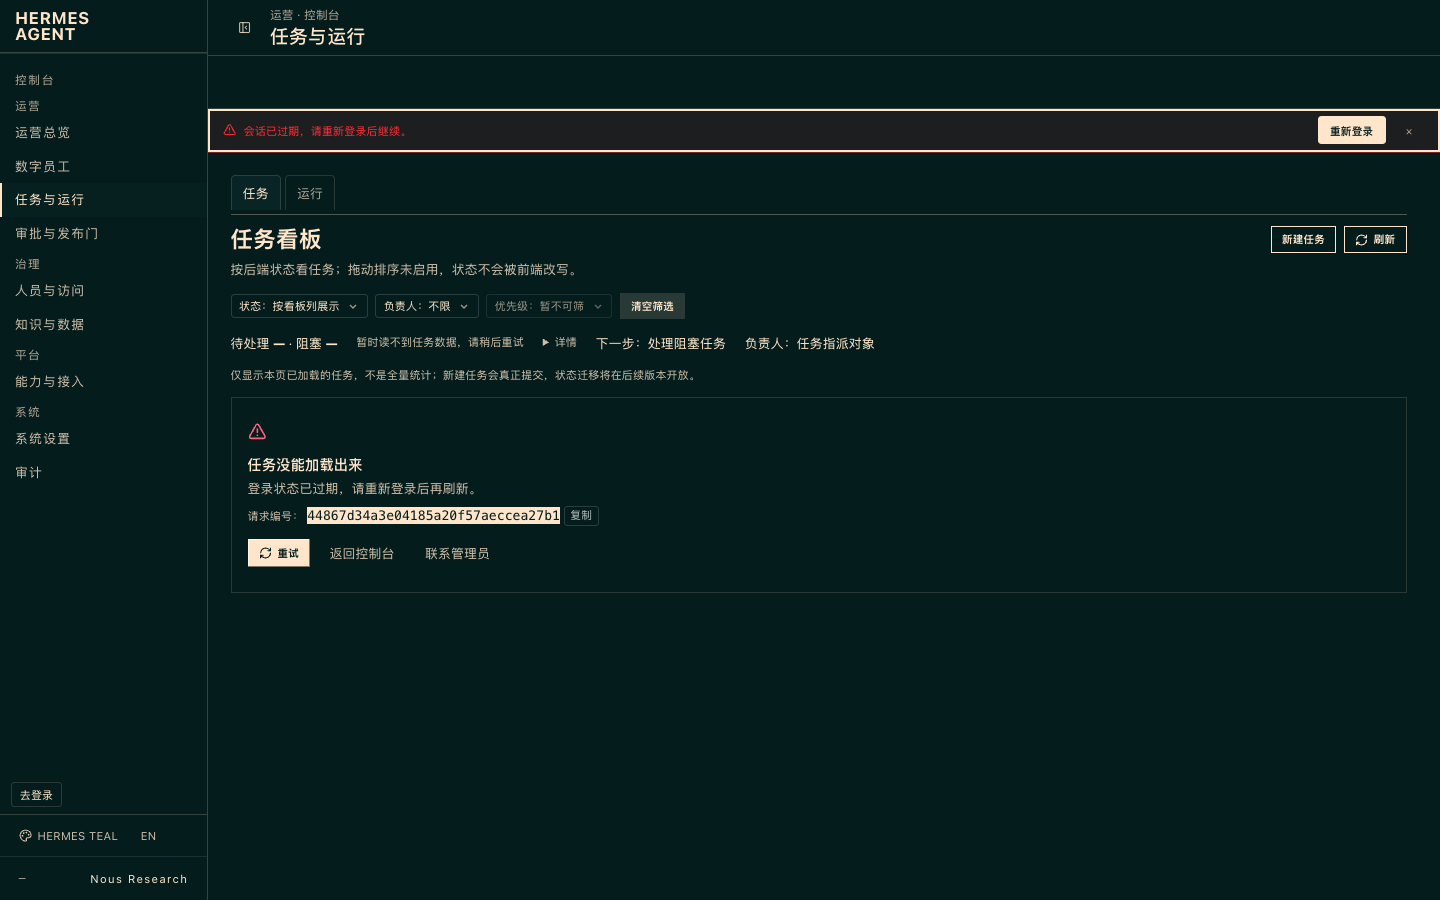 HERMES
AGENT
控制台
运营
运营总览
数字员工
任务与运行
审批与发布门
治理
人员与访问
知识与数据
平台
能力与接入
系统
系统设置
审计
去登录
HERMES TEAL EN
— Nous Research
运营 · 控制台
任务与运行
会话已过期，请重新登录后继续。 重新登录 ×
任务 运行
任务看板
新建任务 刷新
按后端状态看任务；拖动排序未启用，状态不会被前端改写。
状态：按看板列展示 负责人：不限 优先级：暂不可筛 清空筛选
待处理 — · 阻塞 — 暂时读不到任务数据，请稍后重试 ▶ 详情 下一步：处理阻塞任务 负责人：任务指派对象
仅显示本页已加载的任务，不是全量统计；新建任务会真正提交，状态迁移将在后续版本开放。
任务没能加载出来
登录状态已过期，请重新登录后再刷新。
请求编号： 44867d34a3e04185a20f57aeccea27b1 复制
重试 返回控制台 联系管理员